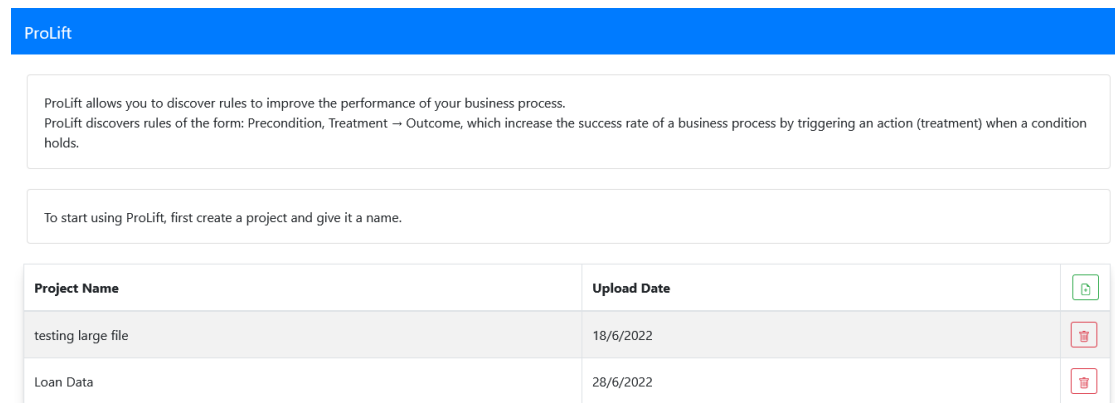 ProLift
ProLift allows you to discover rules to improve the performance of your business process.
ProLift discovers rules of the form: Precondition, Treatment → Outcome, which increase the success rate of a business process by triggering an action (treatment) when a condition
holds.
To start using ProLift, first create a project and give it a name.
Project Name Upload Date
testing large file 18/6/2022
Loan Data 28/6/2022